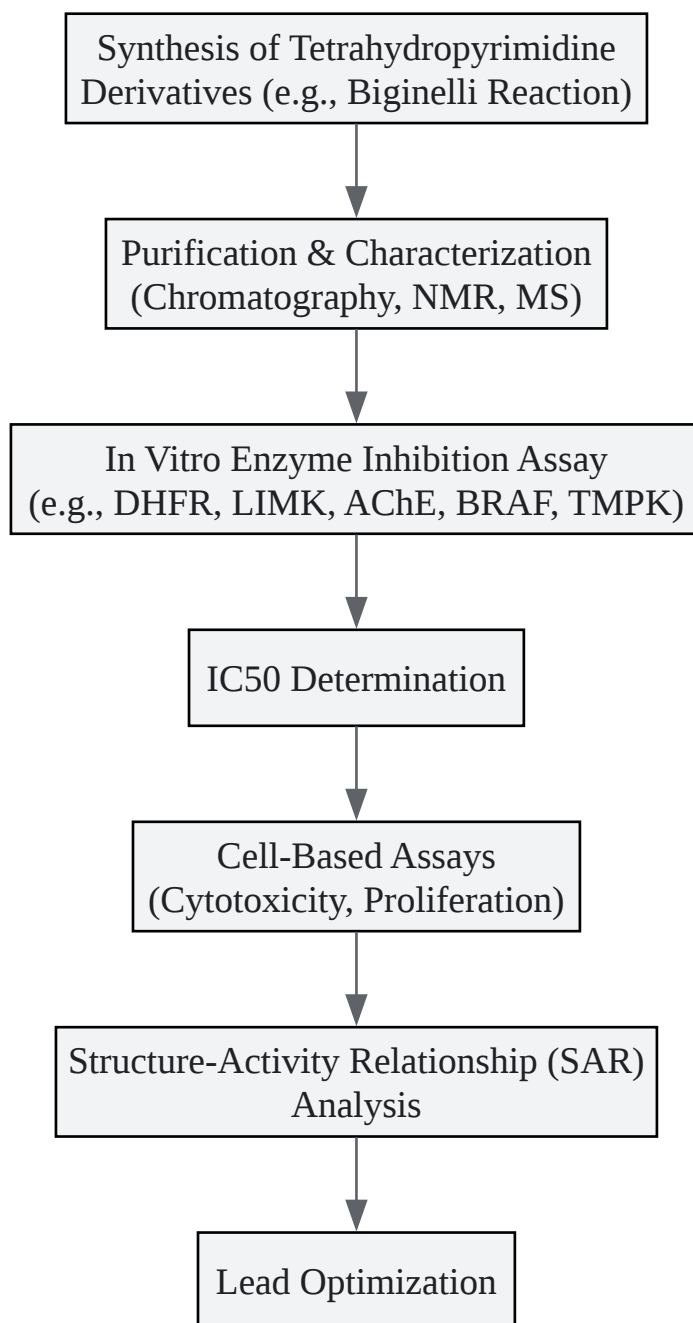 Synthesis of Tetrahydropyrimidine
Derivatives (e.g., Biginelli Reaction)
Purification & Characterization
(Chromatography, NMR, MS)
In Vitro Enzyme Inhibition Assay
(e.g., DHFR, LIMK, AChE, BRAF, TMPK)
IC50 Determination
Cell-Based Assays
(Cytotoxicity, Proliferation)
Structure-Activity Relationship (SAR)
Analysis
Lead Optimization